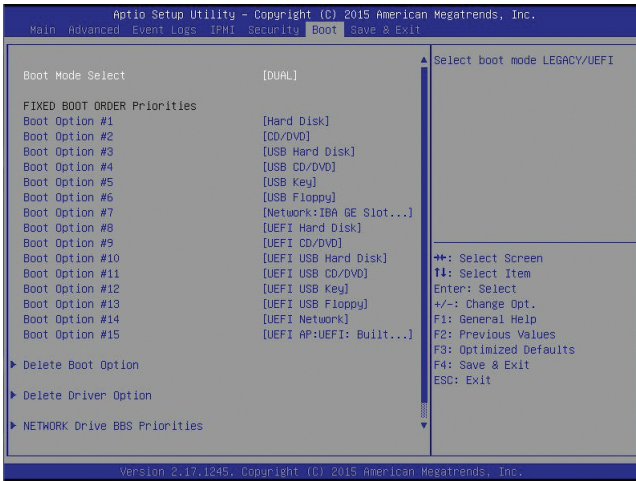 Aptio Setup Utility – Copyright (C) 2015 American Megatrends, Inc.
Main Advanced Event Logs IPMI Security Boot Save & Exit
Boot Mode Select [DUAL]
FIXED BOOT ORDER Priorities
Boot Option #1 [Hard Disk]
Boot Option #2 [CD/DVD]
Boot Option #3 [USB Hard Disk]
Boot Option #4 [USB CD/DVD]
Boot Option #5 [USB Key]
Boot Option #6 [USB Floppy]
Boot Option #7 [Network:IBA GE Slot...]
Boot Option #8 [UEFI Hard Disk]
Boot Option #9 [UEFI CD/DVD]
Boot Option #10 [UEFI USB Hard Disk]
Boot Option #11 [UEFI USB CD/DVD]
Boot Option #12 [UEFI USB Key]
Boot Option #13 [UEFI USB Floppy]
Boot Option #14 [UEFI Network]
Boot Option #15 [UEFI AP:UEFI: Built...]
▶ Delete Boot Option
▶ Delete Driver Option
▶ NETWORK Drive BBS Priorities
Select boot mode LEGACY/UEFI
→←: Select Screen
↑↓: Select Item
Enter: Select
+/-: Change Opt.
F1: General Help
F2: Previous Values
F3: Optimized Defaults
F4: Save & Exit
ESC: Exit
Version 2.17.1245. Copyright (C) 2015 American Megatrends, Inc.